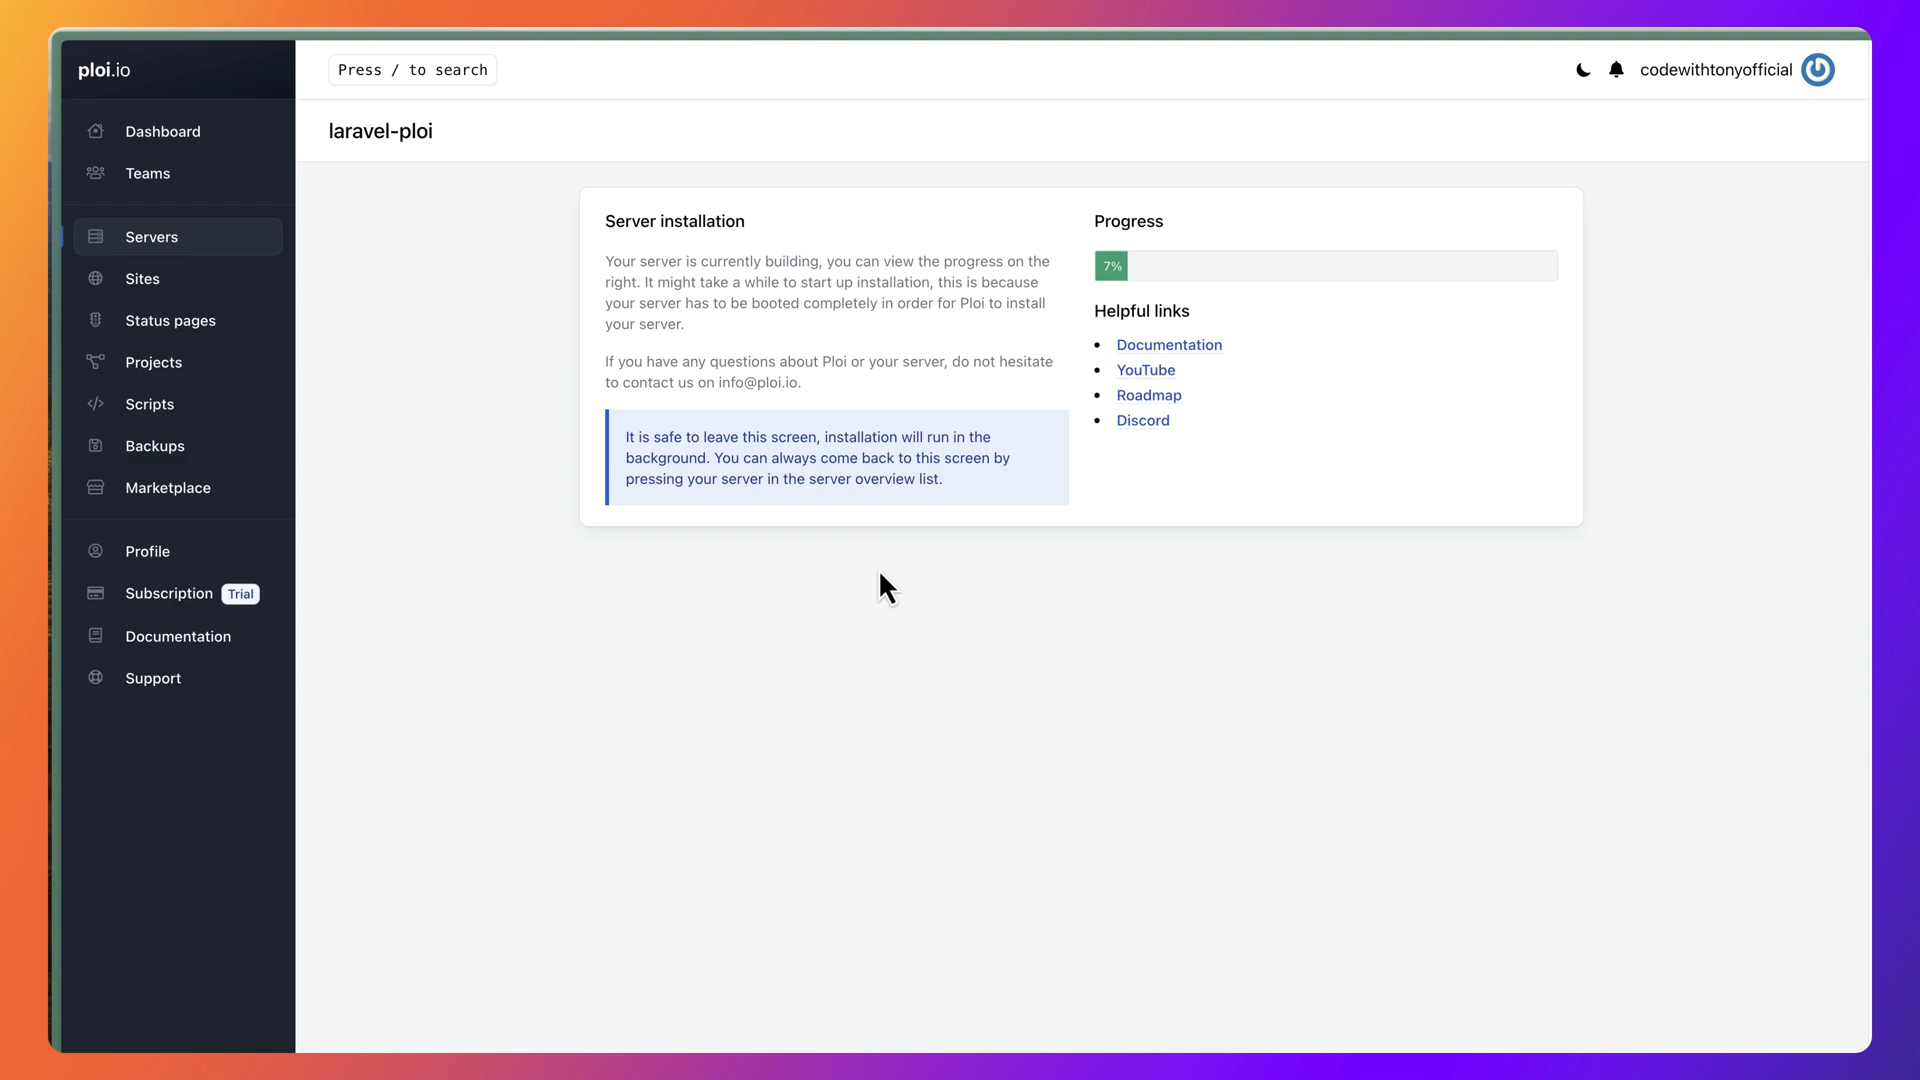 ploi.io
Press / to search
codewithtonyofficial
Dashboard
Teams
Servers
Sites
Status pages
Projects
Scripts
Backups
Marketplace
Profile
Subscription Trial
Documentation
Support
laravel-ploi
Server installation
Your server is currently building, you can view the progress on the
right. It might take a while to start up installation, this is because
your server has to be booted completely in order for Ploi to install
your server.
If you have any questions about Ploi or your server, do not hesitate
to contact us on info@ploi.io.
It is safe to leave this screen, installation will run in the
background. You can always come back to this screen by
pressing your server in the server overview list.
Progress
7%
Helpful links
Documentation
YouTube
Roadmap
Discord